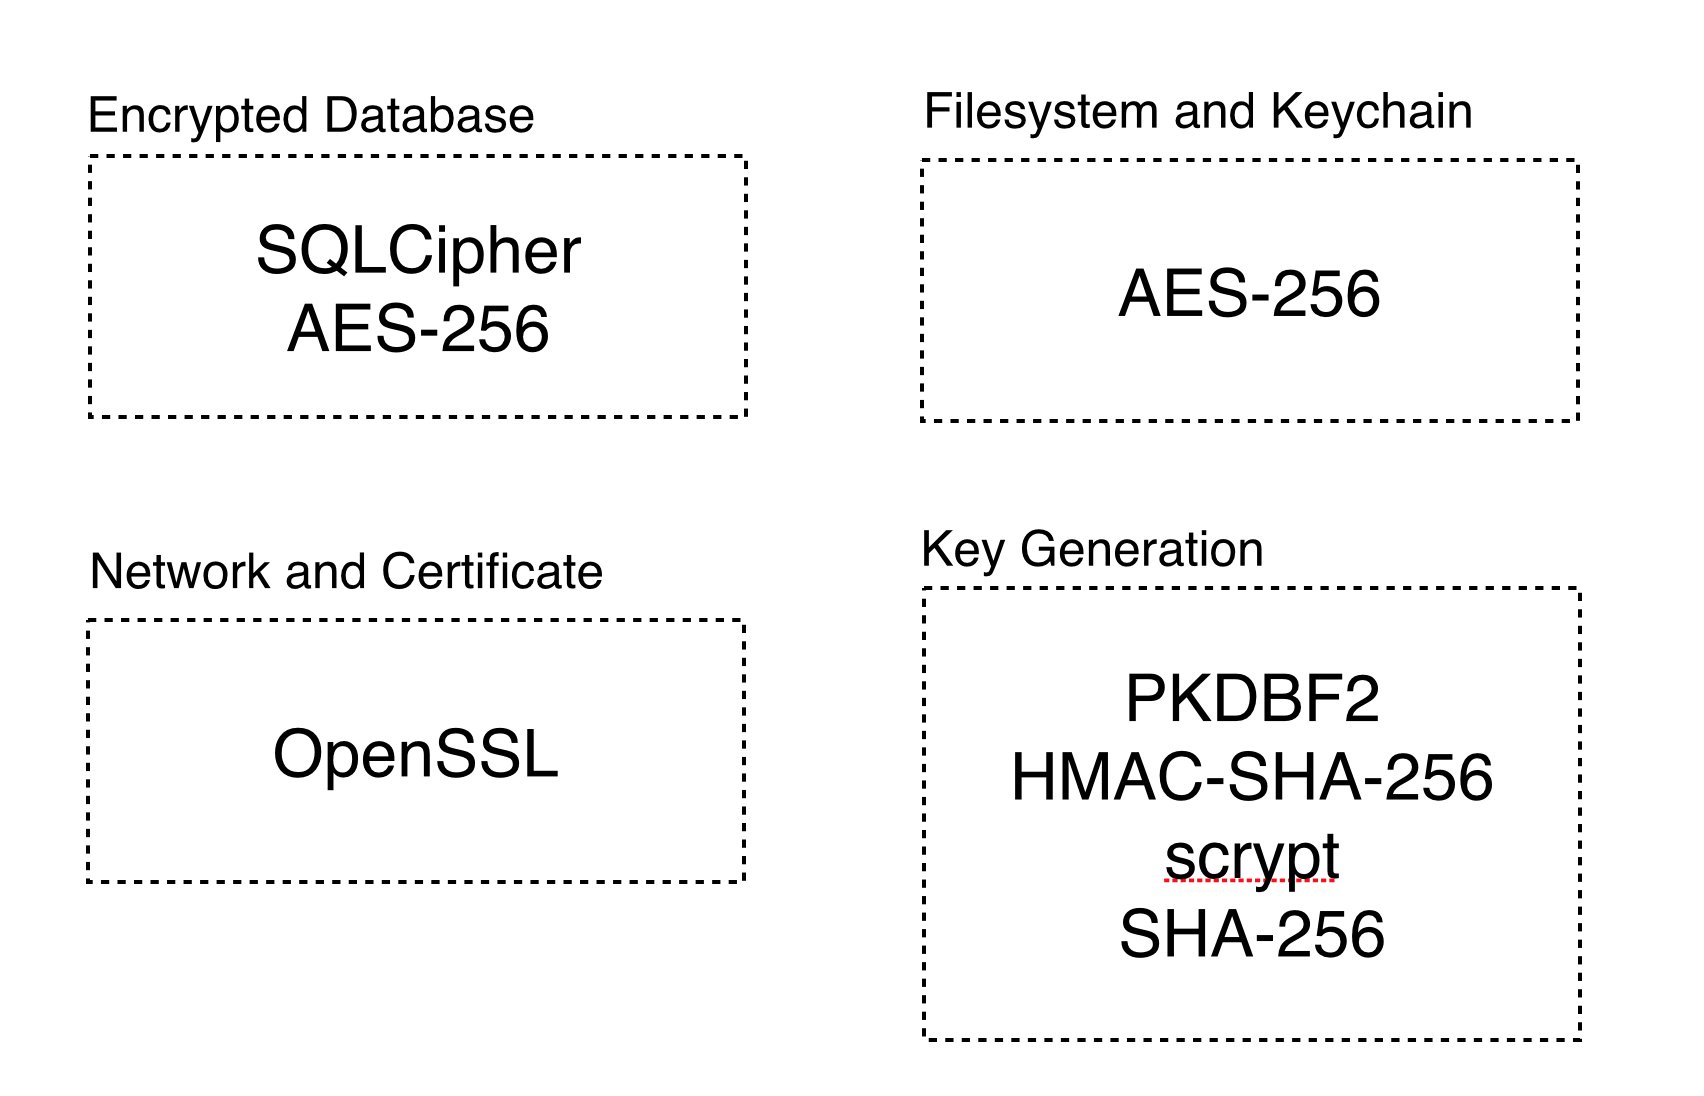 Encrypted Database
SQLCipher
AES-256
Filesystem and Keychain
AES-256
Network and Certificate
OpenSSL
Key Generation
PKDBF2
HMAC-SHA-256
scrypt
SHA-256